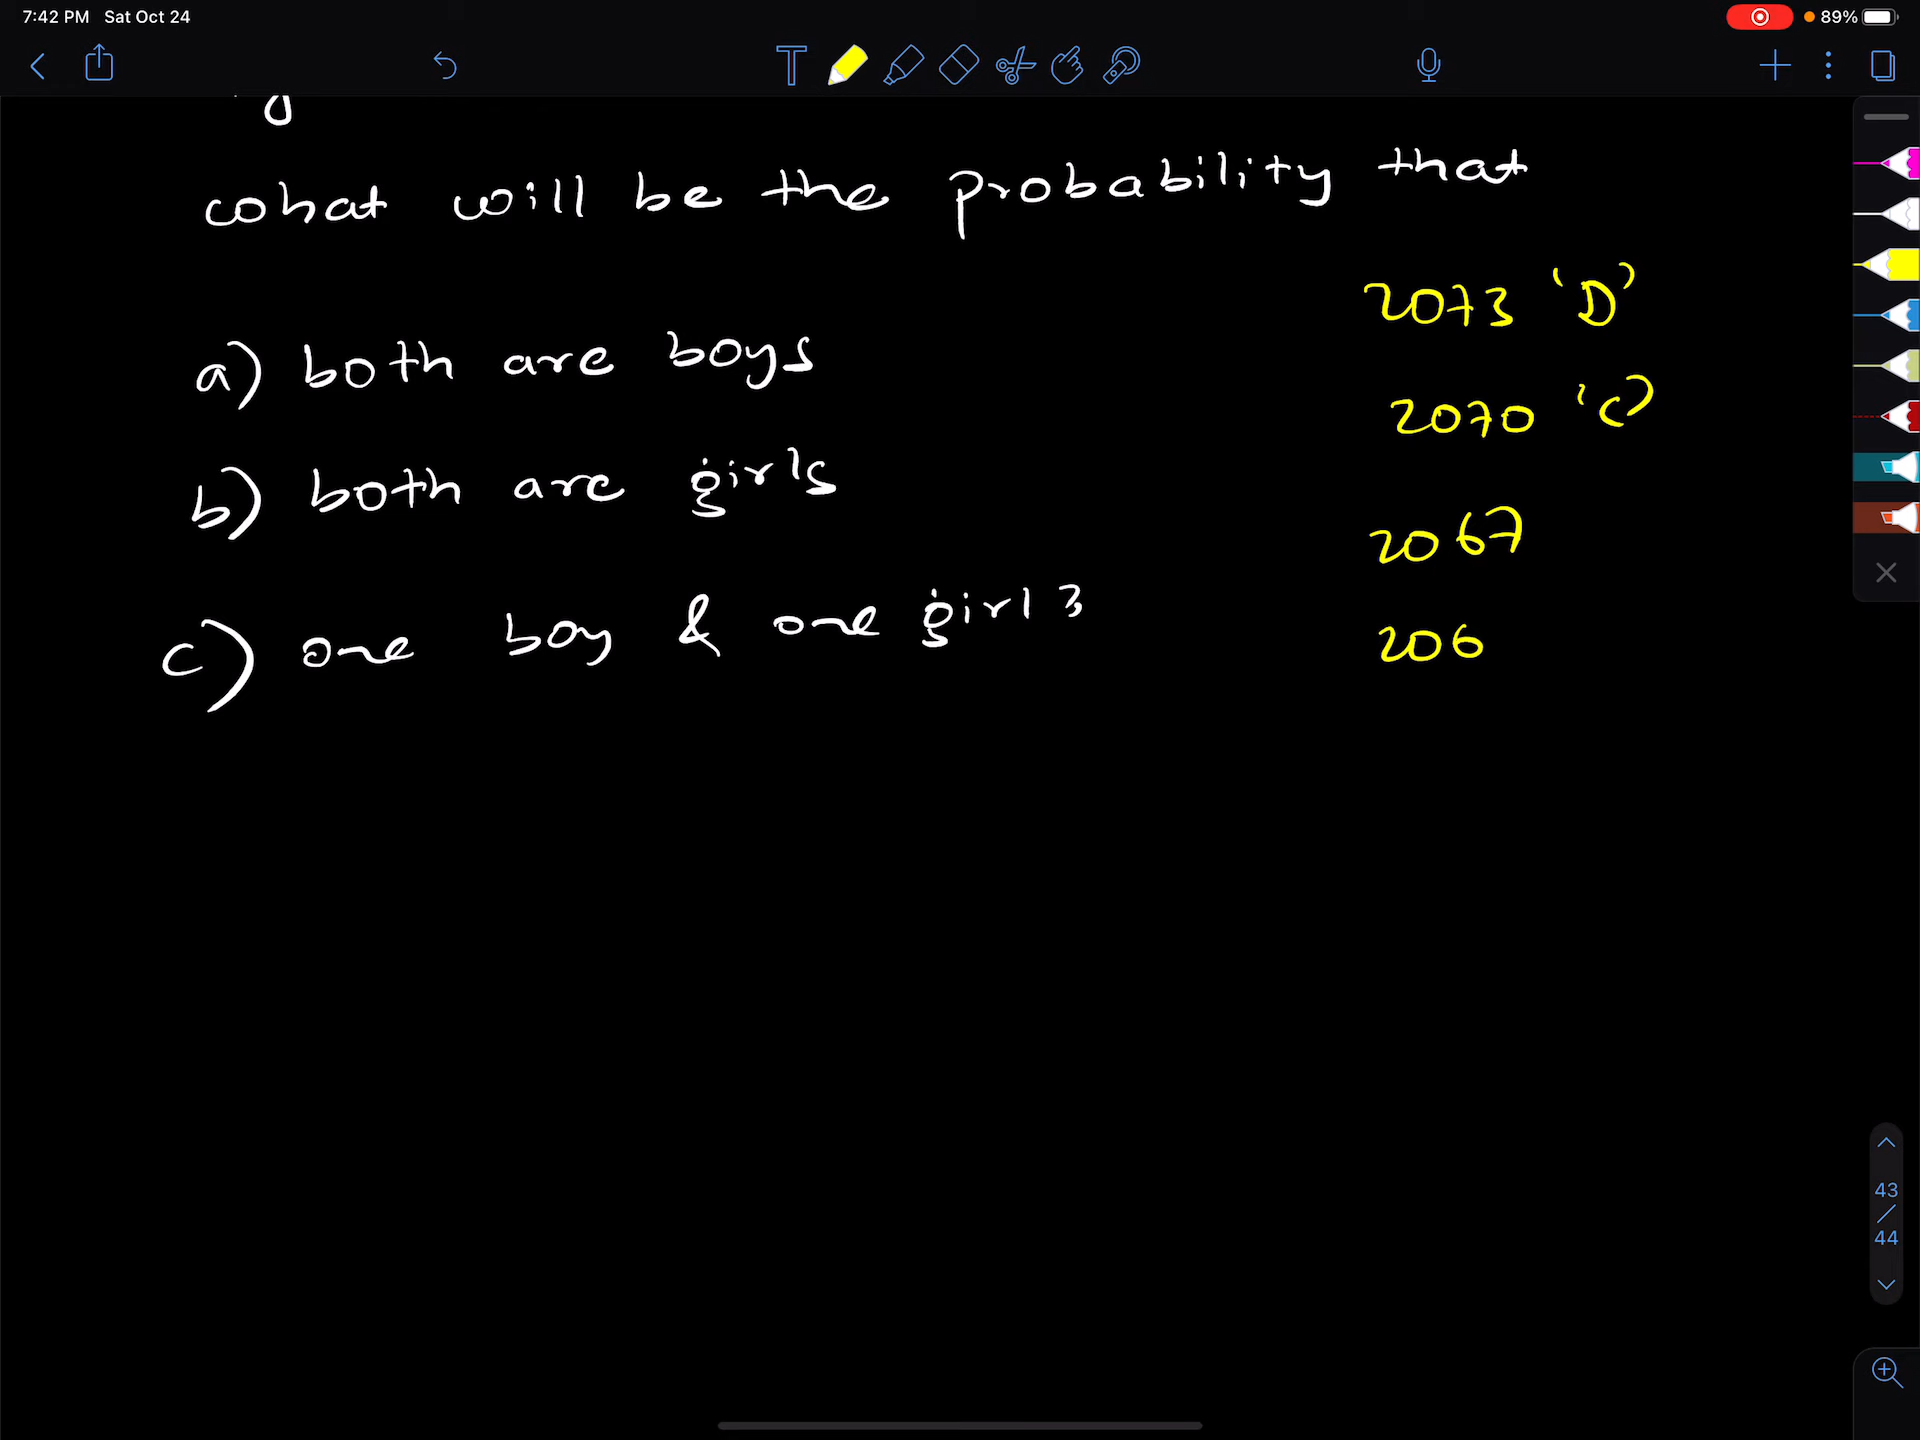 7:42 PM Sat Oct 24
89%
T
what will be the probability that
2073 'D'
a) both are boys
2070 'C'
b) both are girls
2067
c) one boy & one girl?
206
43
/
44